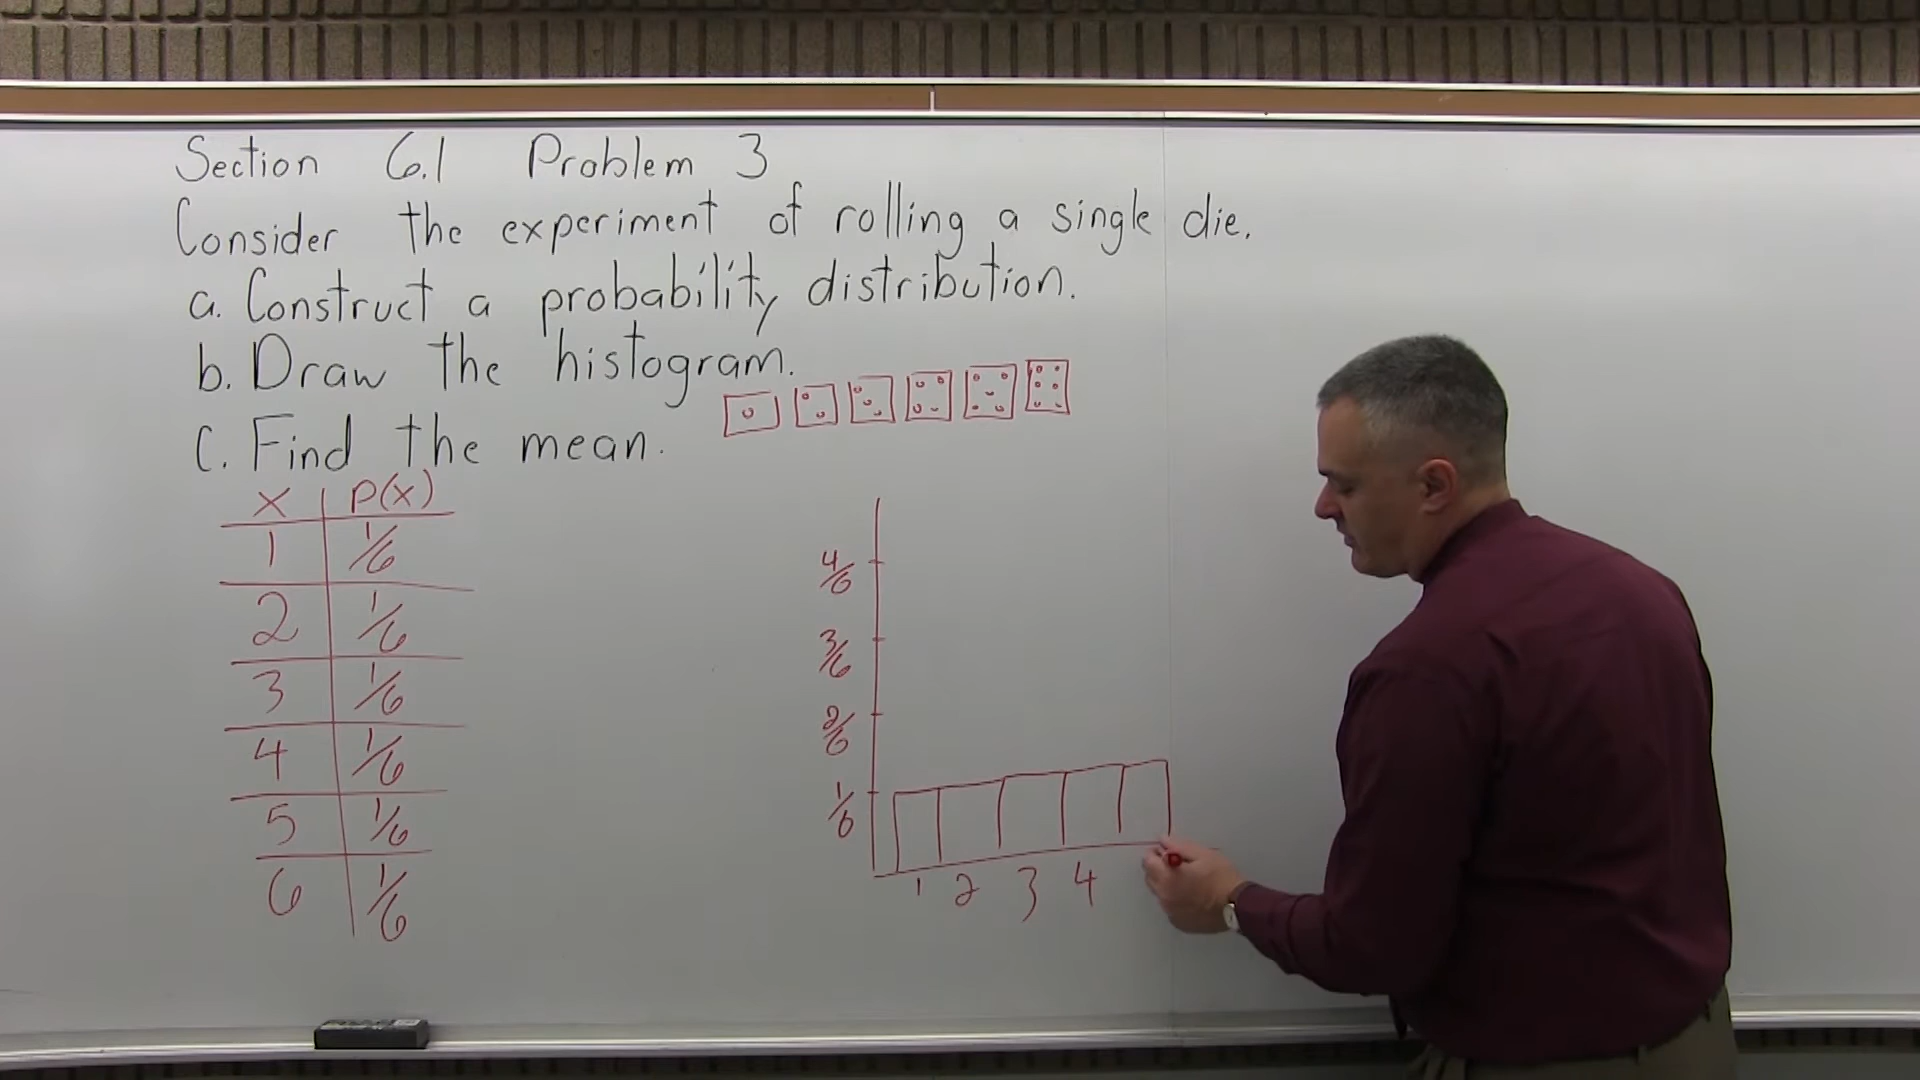 Section 6.1 Problem 3
Consider the experiment of rolling a single die.
a. Construct a probability distribution.
b. Draw the histogram.
c. Find the mean.
x P(x)
1 1/6
2 1/6
3 1/6
4 1/6
5 1/6
6 1/6
4/6
3/6
2/6
1/6
1 2 3 4